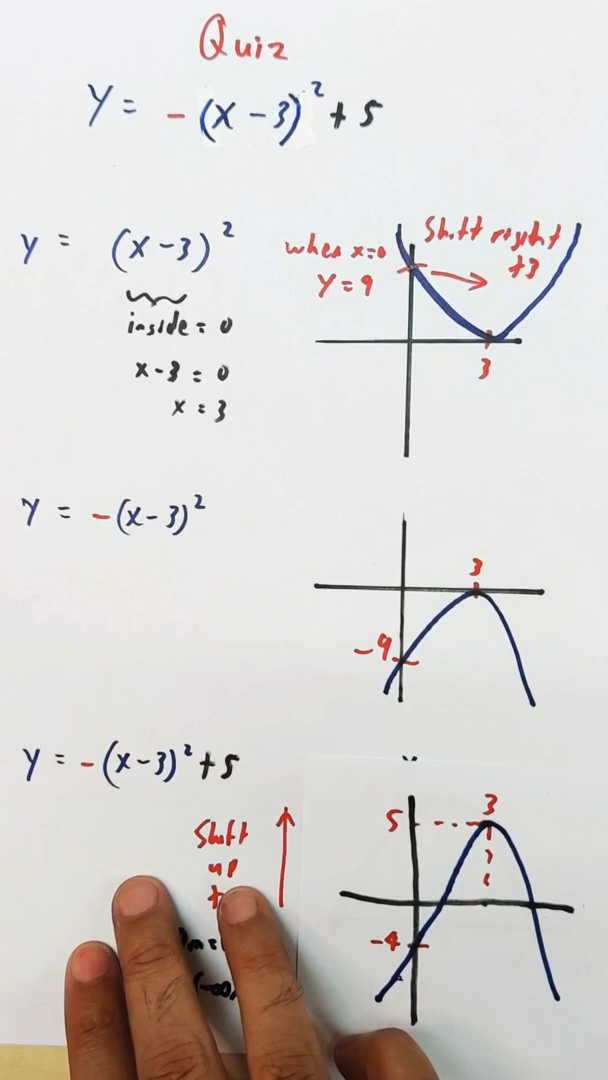 Quiz
y = -(x-3)² + 5
y = (x-3)²
inside = 0
x-3 = 0
x = 3
when x=0
y = 9
Shift right
+3
3
y = -(x-3)²
3
-9
y = -(x-3)² + 5
Shift
up
5
3
-4